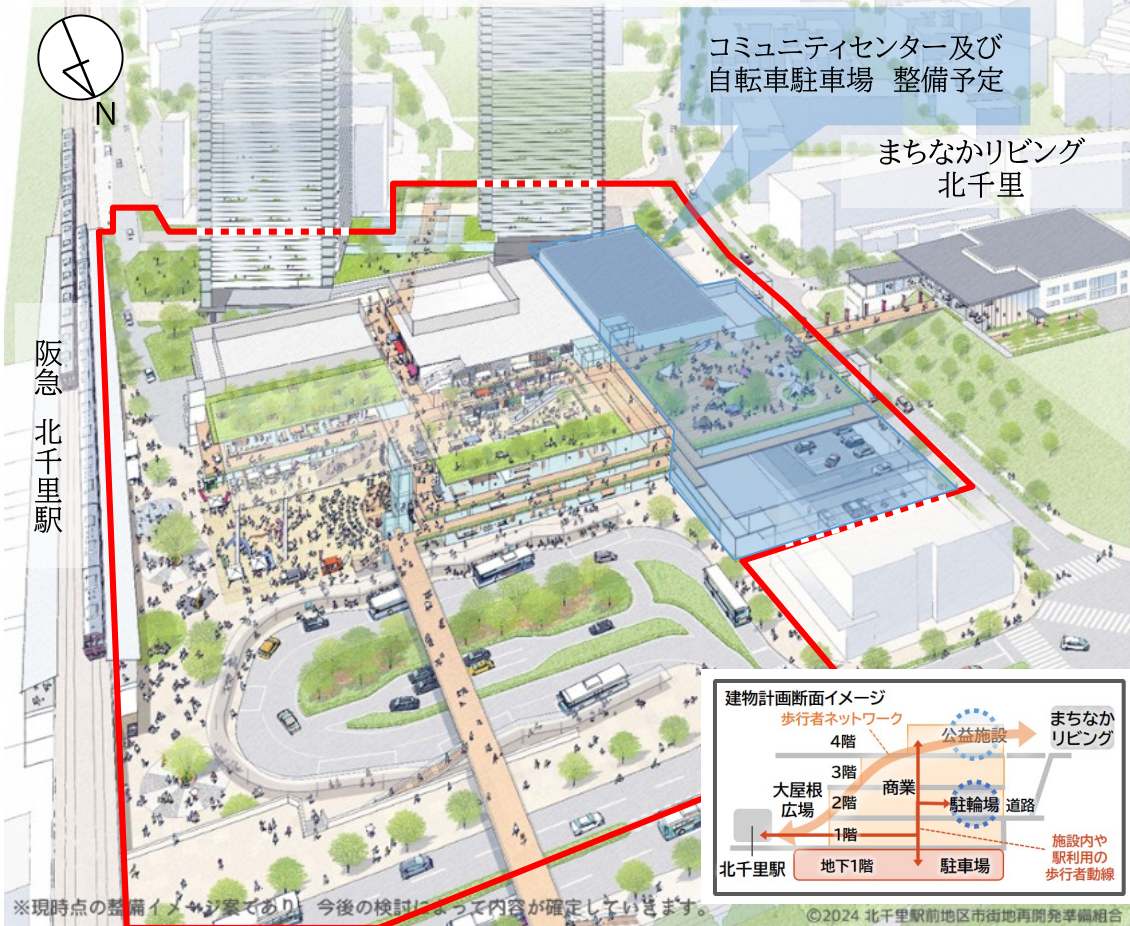 N
コミュニティセンター及び
自転車駐車場 整備予定
まちなかリビング
北千里
阪急 北千里駅
建物計画断面イメージ
歩行者ネットワーク
公益施設
まちなか
リビング
4階
3階
商業
大屋根
広場
2階
駐輪場
道路
1階
北千里駅
地下1階
駐車場
施設内や
駅利用の
歩行者動線
※現時点の整備イメージ案であり、今後の検討によって内容が確定していきます。
©2024 北千里駅前地区市街地再開発準備組合